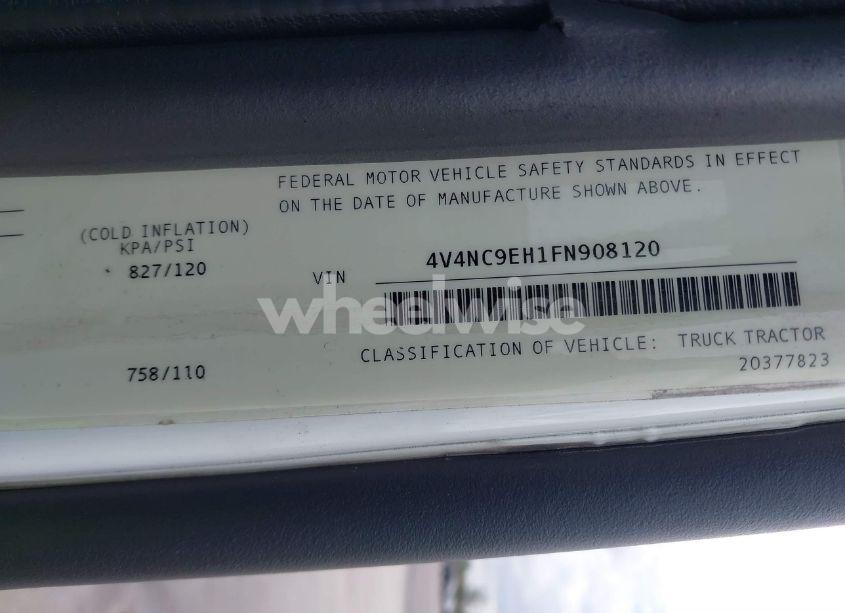 FEDERAL MOTOR VEHICLE SAFETY STANDARDS IN EFFECT
ON THE DATE OF MANUFACTURE SHOWN ABOVE.
(COLD INFLATION)
KPA/PSI
827/120
VIN 4V4NC9EH1FN908120
wheelwise
CLASSIFICATION OF VEHICLE: TRUCK TRACTOR
758/110
20377823